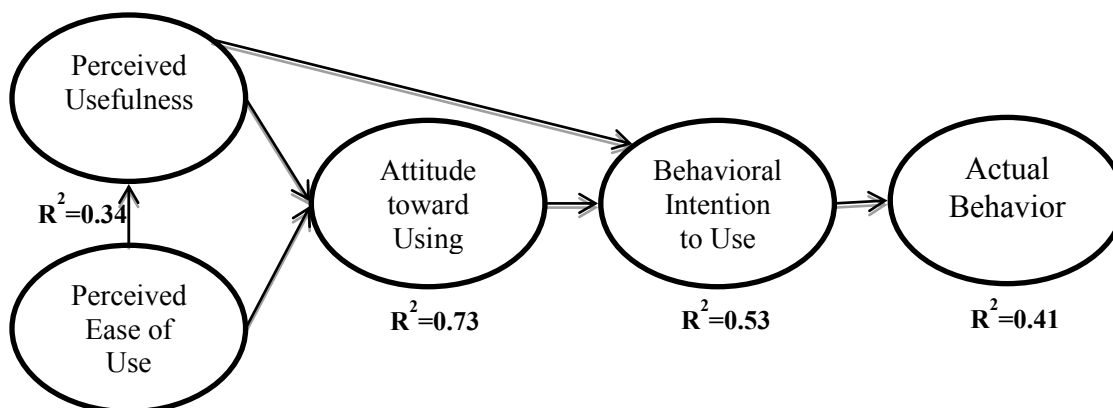 Perceived
Usefulness
R²=0.34
Perceived
Ease of
Use
Attitude
toward
Using
R²=0.73
Behavioral
Intention
to Use
R²=0.53
Actual
Behavior
R²=0.41